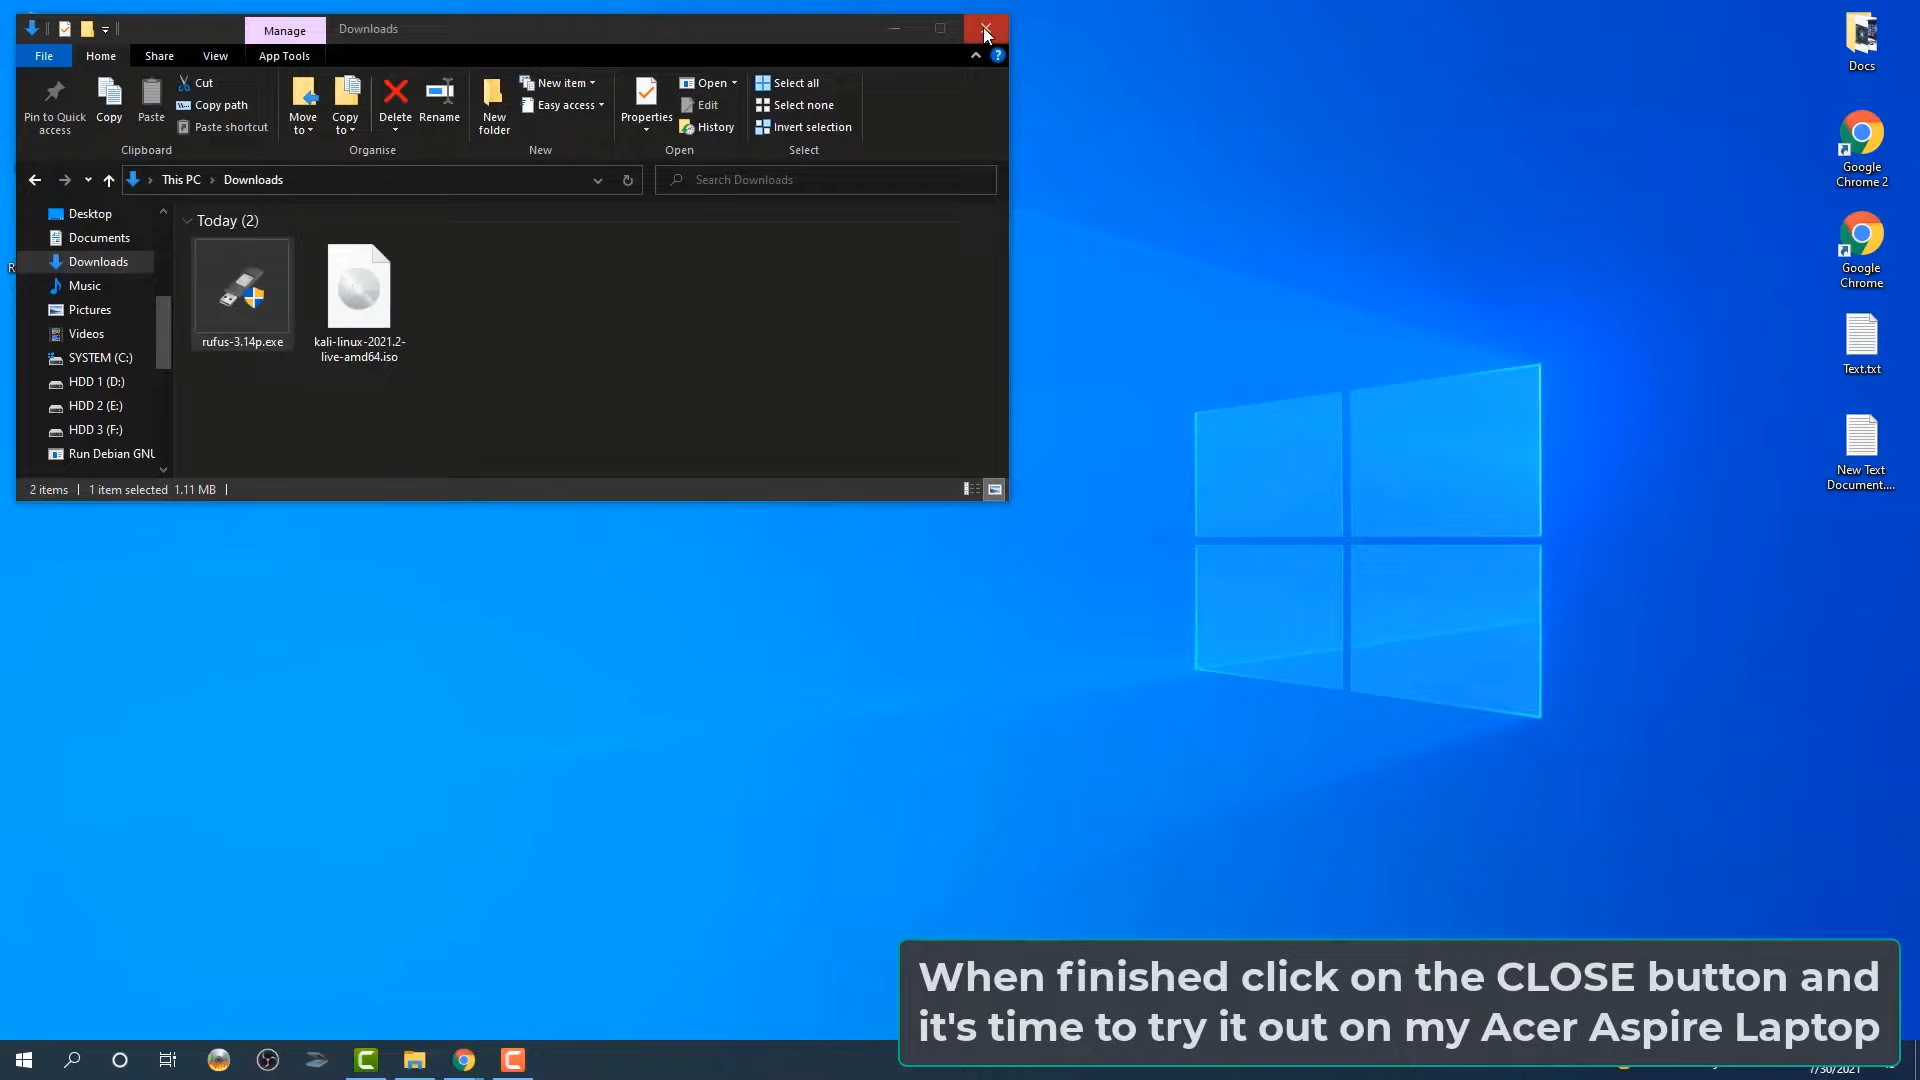 Manage
Downloads
File
Home
Share
View
App Tools
Pin to Quick
access
Copy
Paste
Cut
Copy path
Paste shortcut
Clipboard
Move
to
Copy
to
Delete
Rename
Organise
New
folder
New item
Easy access
New
Properties
Open
Edit
History
Open
Select all
Select none
Invert selection
Select
This PC
Downloads
Search Downloads
Desktop
Documents
Downloads
Music
Pictures
Videos
SYSTEM (C:)
HDD 1 (D:)
HDD 2 (E:)
HDD 3 (F:)
Run Debian GNU
Today (2)
rufus-3.14p.exe
kali-linux-2021.2-
live-amd64.iso
2 items
1 item selected 1.11 MB
R
Docs
Google
Chrome 2
Google
Chrome
Text.txt
New Text
Document....
When finished click on the CLOSE button and
it's time to try it out on my Acer Aspire Laptop
7/30/2021